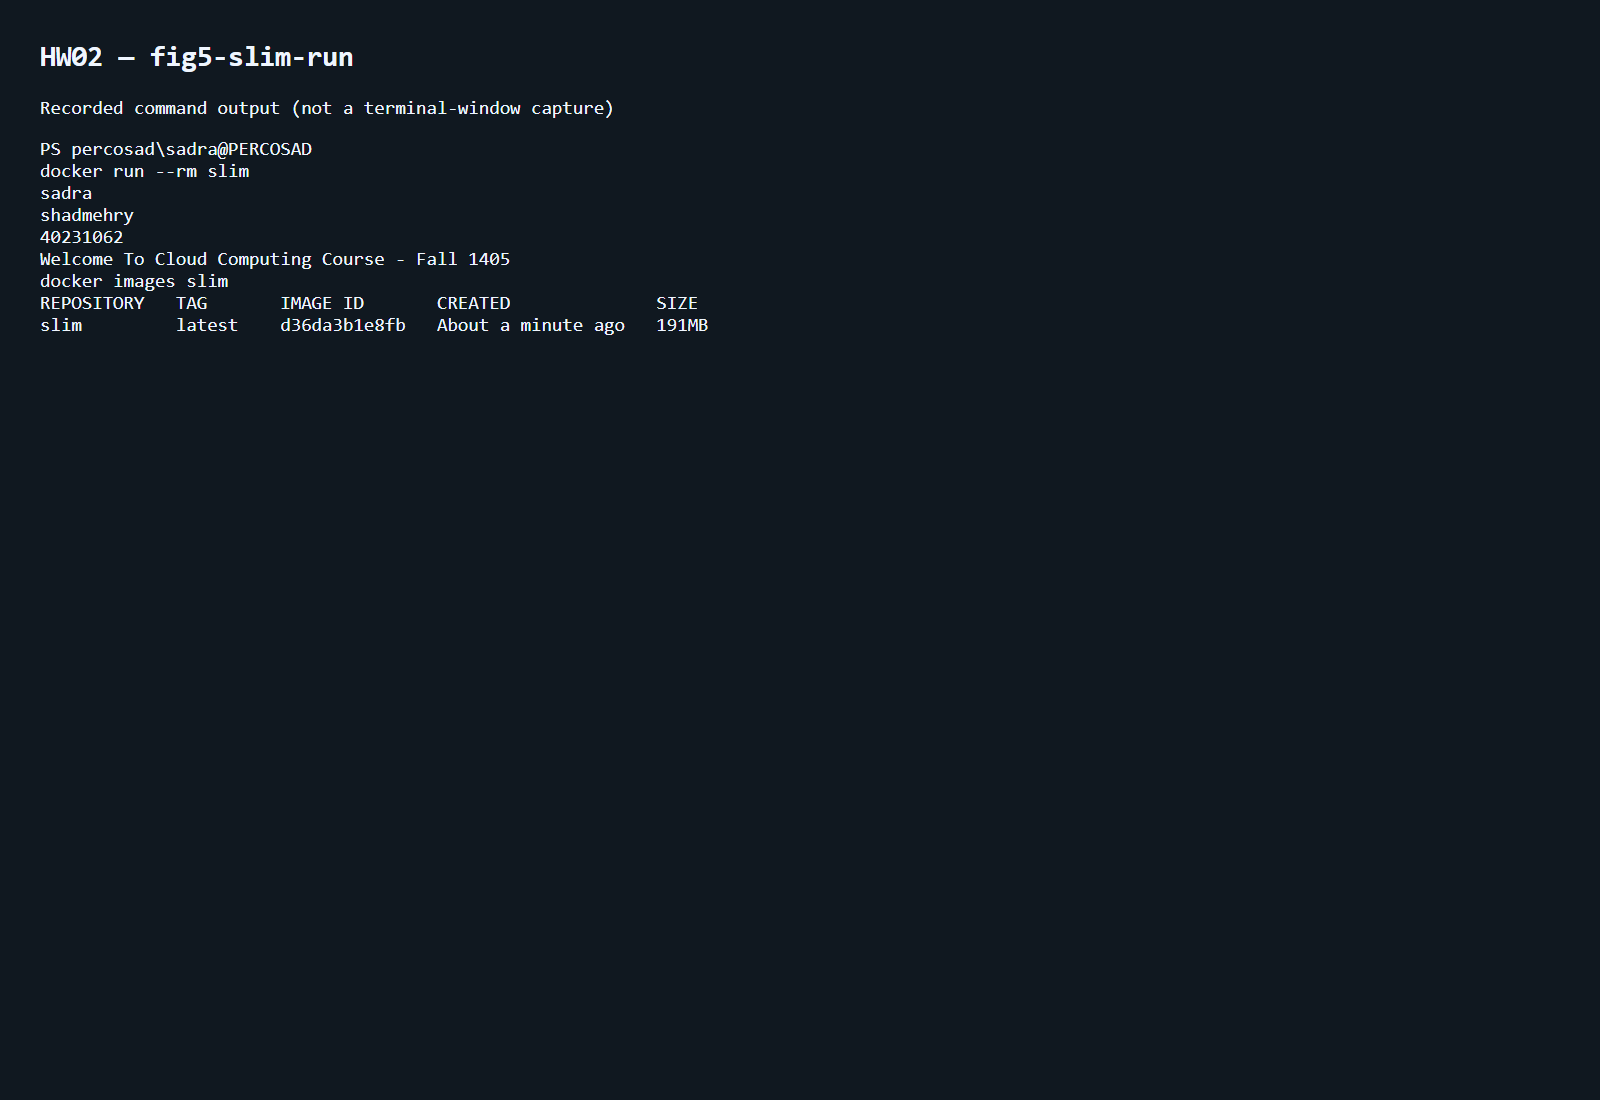 HW02 — fig5-slim-run
Recorded command output (not a terminal-window capture)
PS percosad\sadra@PERCOSAD
docker run --rm slim
sadra
shadmehry
40231062
Welcome To Cloud Computing Course - Fall 1405
docker images slim
REPOSITORY   TAG       IMAGE ID       CREATED              SIZE
slim         latest    d36da3b1e8fb   About a minute ago   191MB